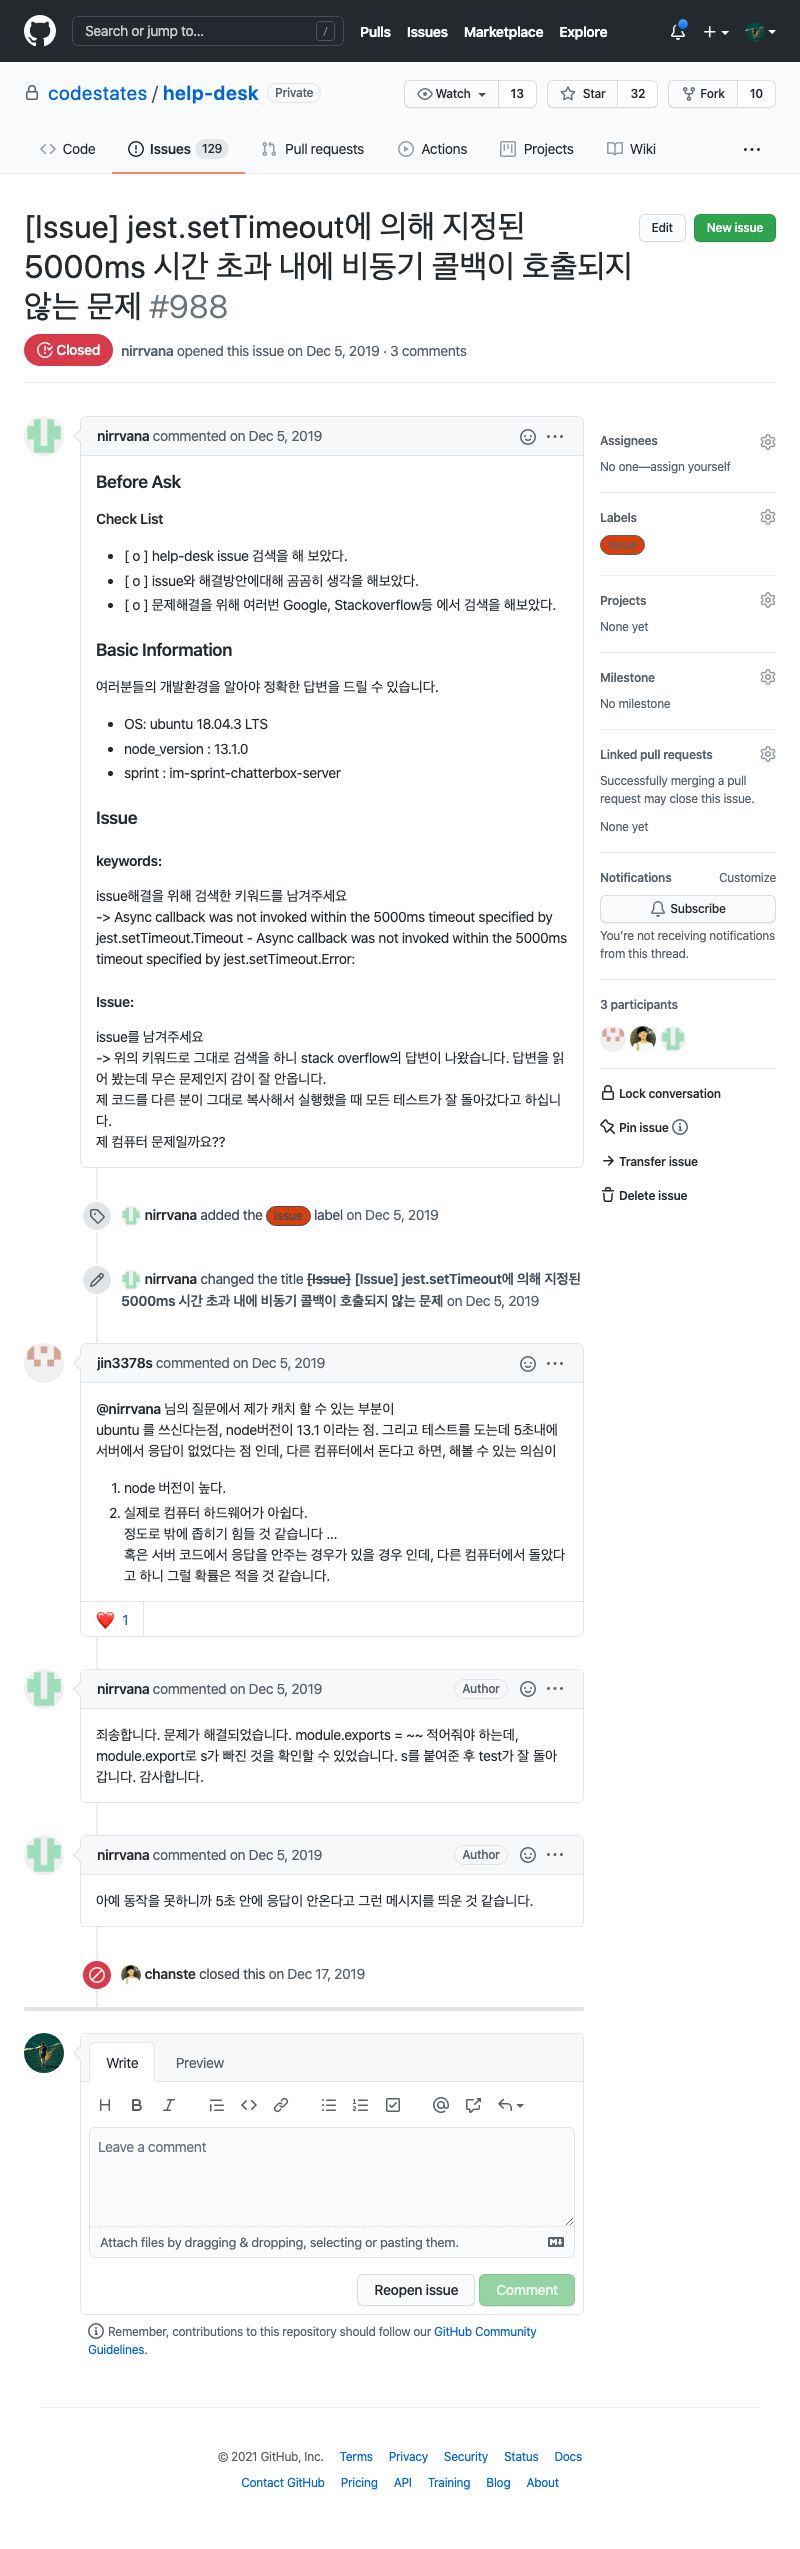 Search or jump to... /
Pulls Issues Marketplace Explore
codestates / help-desk Private
Watch 13 Star 32 Fork 10
Code Issues 129 Pull requests Actions Projects Wiki ...
[Issue] jest.setTimeout에 의해 지정된
5000ms 시간 초과 내에 비동기 콜백이 호출되지
않는 문제 #988
Edit New issue
Closed nirrvana opened this issue on Dec 5, 2019 · 3 comments
nirrvana commented on Dec 5, 2019
Before Ask
Check List
• [ o ] help-desk issue 검색을 해 보았다.
• [ o ] issue와 해결방안에대해 곰곰히 생각을 해보았다.
• [ o ] 문제해결을 위해 여러번 Google, Stackoverflow등 에서 검색을 해보았다.
Basic Information
여러분들의 개발환경을 알아야 정확한 답변을 드릴 수 있습니다.
• OS: ubuntu 18.04.3 LTS
• node_version : 13.1.0
• sprint : im-sprint-chatterbox-server
Issue
keywords:
issue해결을 위해 검색한 키워드를 남겨주세요
-> Async callback was not invoked within the 5000ms timeout specified by
jest.setTimeout.Timeout - Async callback was not invoked within the 5000ms
timeout specified by jest.setTimeout.Error:
Issue:
issue를 남겨주세요
-> 위의 키워드로 그대로 검색을 하니 stack overflow의 답변이 나왔습니다. 답변을 읽
어 봤는데 무슨 문제인지 감이 잘 안옵니다.
제 코드를 다른 분이 그대로 복사해서 실행했을 때 모든 테스트가 잘 돌아갔다고 하십니
다.
제 컴퓨터 문제일까요??
Assignees
No one—assign yourself
Labels
issue
Projects
None yet
Milestone
No milestone
Linked pull requests
Successfully merging a pull
request may close this issue.
None yet
Notifications Customize
Subscribe
You're not receiving notifications
from this thread.
3 participants
Lock conversation
Pin issue
Transfer issue
Delete issue
nirrvana added the issue label on Dec 5, 2019
nirrvana changed the title [Issue] [Issue] jest.setTimeout에 의해 지정된
5000ms 시간 초과 내에 비동기 콜백이 호출되지 않는 문제 on Dec 5, 2019
jin3378s commented on Dec 5, 2019
@nirrvana 님의 질문에서 제가 캐치 할 수 있는 부분이
ubuntu 를 쓰신다는점, node버전이 13.1 이라는 점. 그리고 테스트를 도는데 5초내에
서버에서 응답이 없었다는 점 인데, 다른 컴퓨터에서 돈다고 하면, 해볼 수 있는 의심이
1. node 버전이 높다.
2. 실제로 컴퓨터 하드웨어가 아쉽다.
정도로 밖에 좁히기 힘들 것 같습니다 ...
혹은 서버 코드에서 응답을 안주는 경우가 있을 경우 인데, 다른 컴퓨터에서 돌았다
고 하니 그럴 확률은 적을 것 같습니다.
❤️ 1
nirrvana commented on Dec 5, 2019 Author
죄송합니다. 문제가 해결되었습니다. module.exports = ~~ 적어줘야 하는데,
module.export로 s가 빠진 것을 확인할 수 있었습니다. s를 붙여준 후 test가 잘 돌아
갑니다. 감사합니다.
nirrvana commented on Dec 5, 2019 Author
아예 동작을 못하니까 5초 안에 응답이 안온다고 그런 메시지를 띄운 것 같습니다.
chanste closed this on Dec 17, 2019
Write Preview
Leave a comment
Attach files by dragging & dropping, selecting or pasting them.
Reopen issue Comment
Remember, contributions to this repository should follow our GitHub Community
Guidelines.
© 2021 GitHub, Inc. Terms Privacy Security Status Docs
Contact GitHub Pricing API Training Blog About